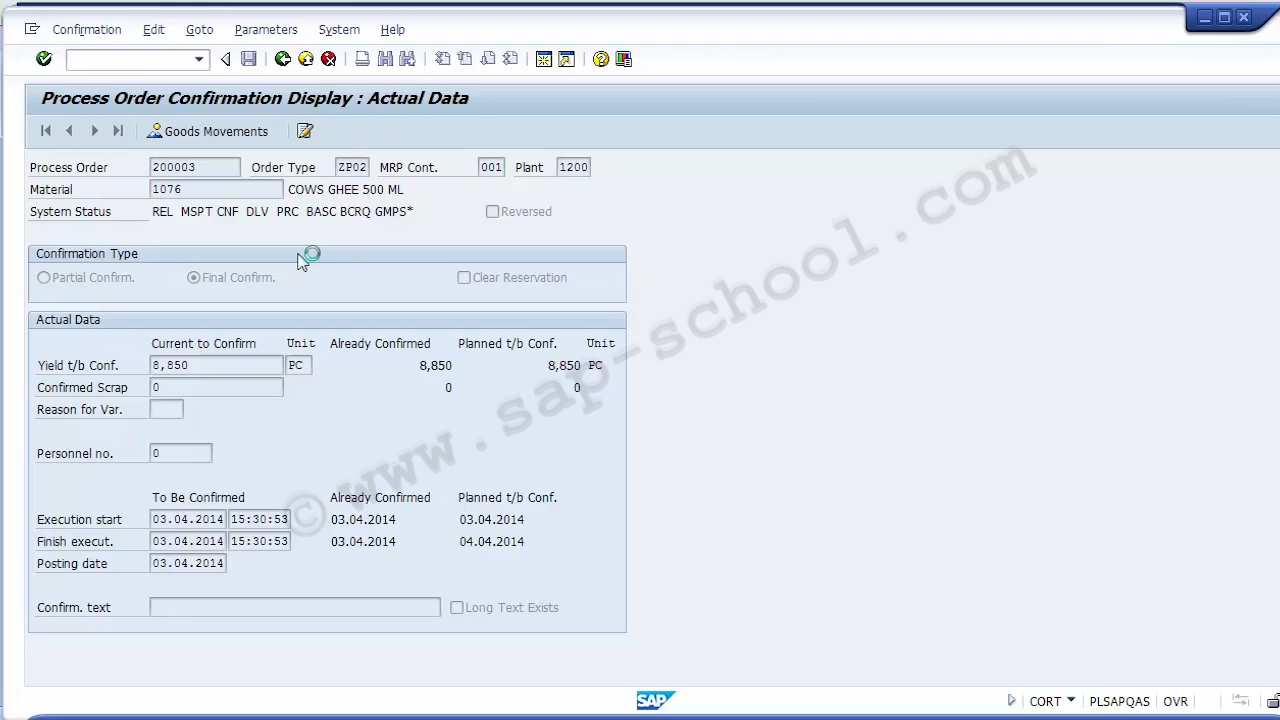 Confirmation Edit Goto Parameters System Help
Process Order Confirmation Display : Actual Data
Goods Movements
Process Order 200003 Order Type ZP02 MRP Cont. 001 Plant 1200
Material 1076 COWS GHEE 500 ML
System Status REL MSPT CNF DLV PRC BASC BCRQ GMPS* Reversed
Confirmation Type
Partial Confirm. Final Confirm. Clear Reservation
Actual Data
Current to Confirm Unit Already Confirmed Planned t/b Conf. Unit
Yield t/b Conf. 8,850 PC 8,850 8,850 PC
Confirmed Scrap 0 0 0
Reason for Var.
Personnel no. 0
To Be Confirmed Already Confirmed Planned t/b Conf.
Execution start 03.04.2014 15:30:53 03.04.2014 03.04.2014
Finish execut. 03.04.2014 15:30:53 03.04.2014 04.04.2014
Posting date 03.04.2014
Confirm. text Long Text Exists
© www.sap-school.com
SAP CORT PLSAPQAS OVR